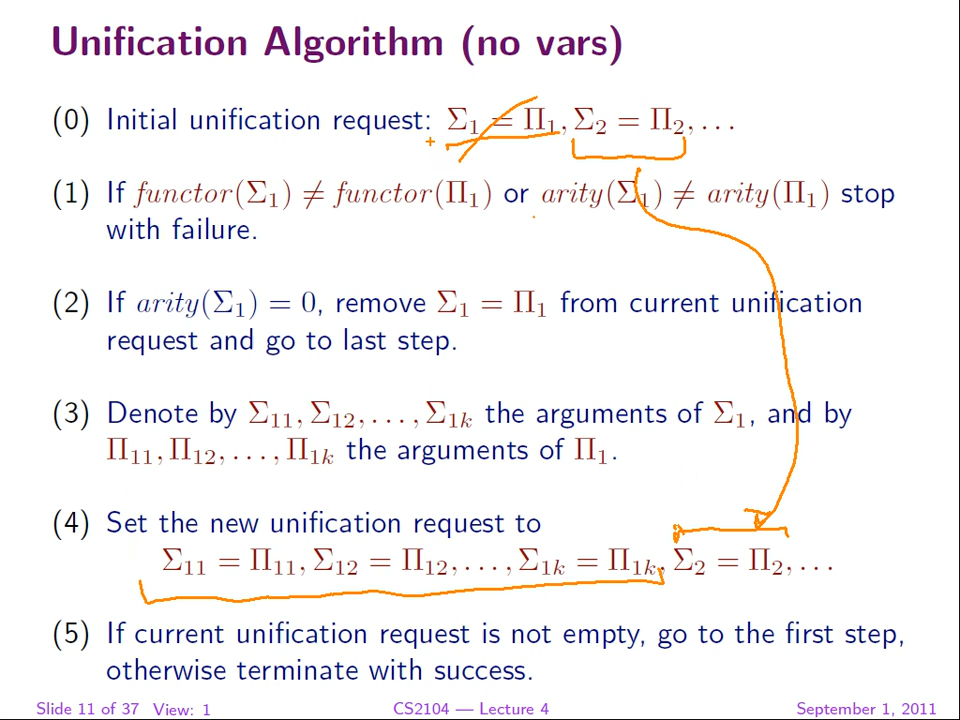 Unification Algorithm (no vars)
(0) Initial unification request: Σ₁ = Π₁, Σ₂ = Π₂, . . .
(1) If functor(Σ₁) ≠ functor(Π₁) or arity(Σ₁) ≠ arity(Π₁) stop
with failure.
(2) If arity(Σ₁) = 0, remove Σ₁ = Π₁ from current unification
request and go to last step.
(3) Denote by Σ₁₁, Σ₁₂, . . . , Σ₁ₖ the arguments of Σ₁, and by
Π₁₁, Π₁₂, . . . , Π₁ₖ the arguments of Π₁.
(4) Set the new unification request to
Σ₁₁ = Π₁₁, Σ₁₂ = Π₁₂, . . . , Σ₁ₖ = Π₁ₖ, Σ₂ = Π₂, . . .
(5) If current unification request is not empty, go to the first step,
otherwise terminate with success.
Slide 11 of 37 View: 1 CS2104 — Lecture 4 September 1, 2011